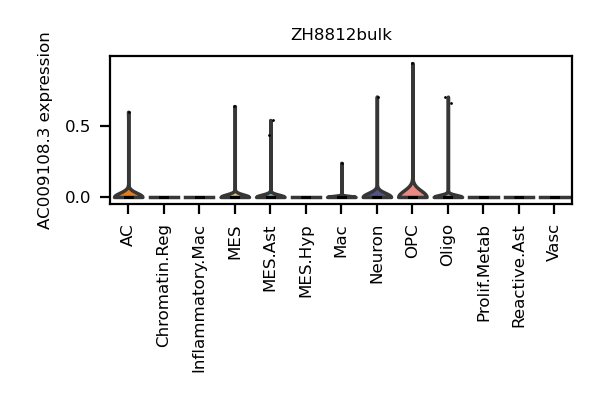 ZH8812bulk
AC009108.3 expression
0.5
0.0
AC
Chromatin.Reg
Inflammatory.Mac
MES
MES.Ast
MES.Hyp
Mac
Neuron
OPC
Oligo
Prolif.Metab
Reactive.Ast
Vasc